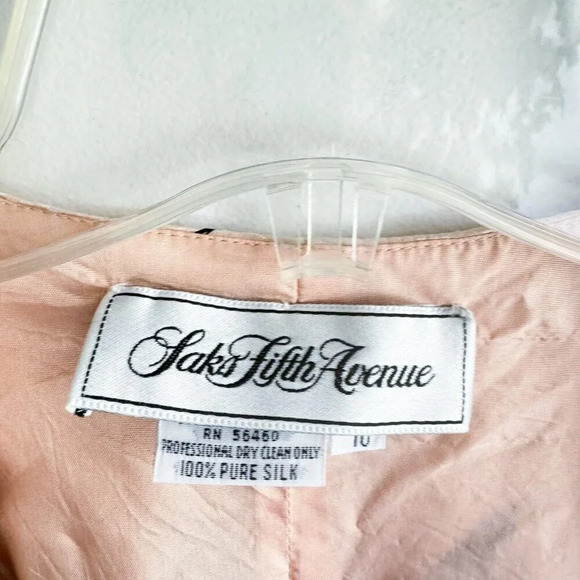 Saks Fifth Avenue
RN 56460
10
PROFESSIONAL DRY CLEAN ONLY
100% PURE SILK